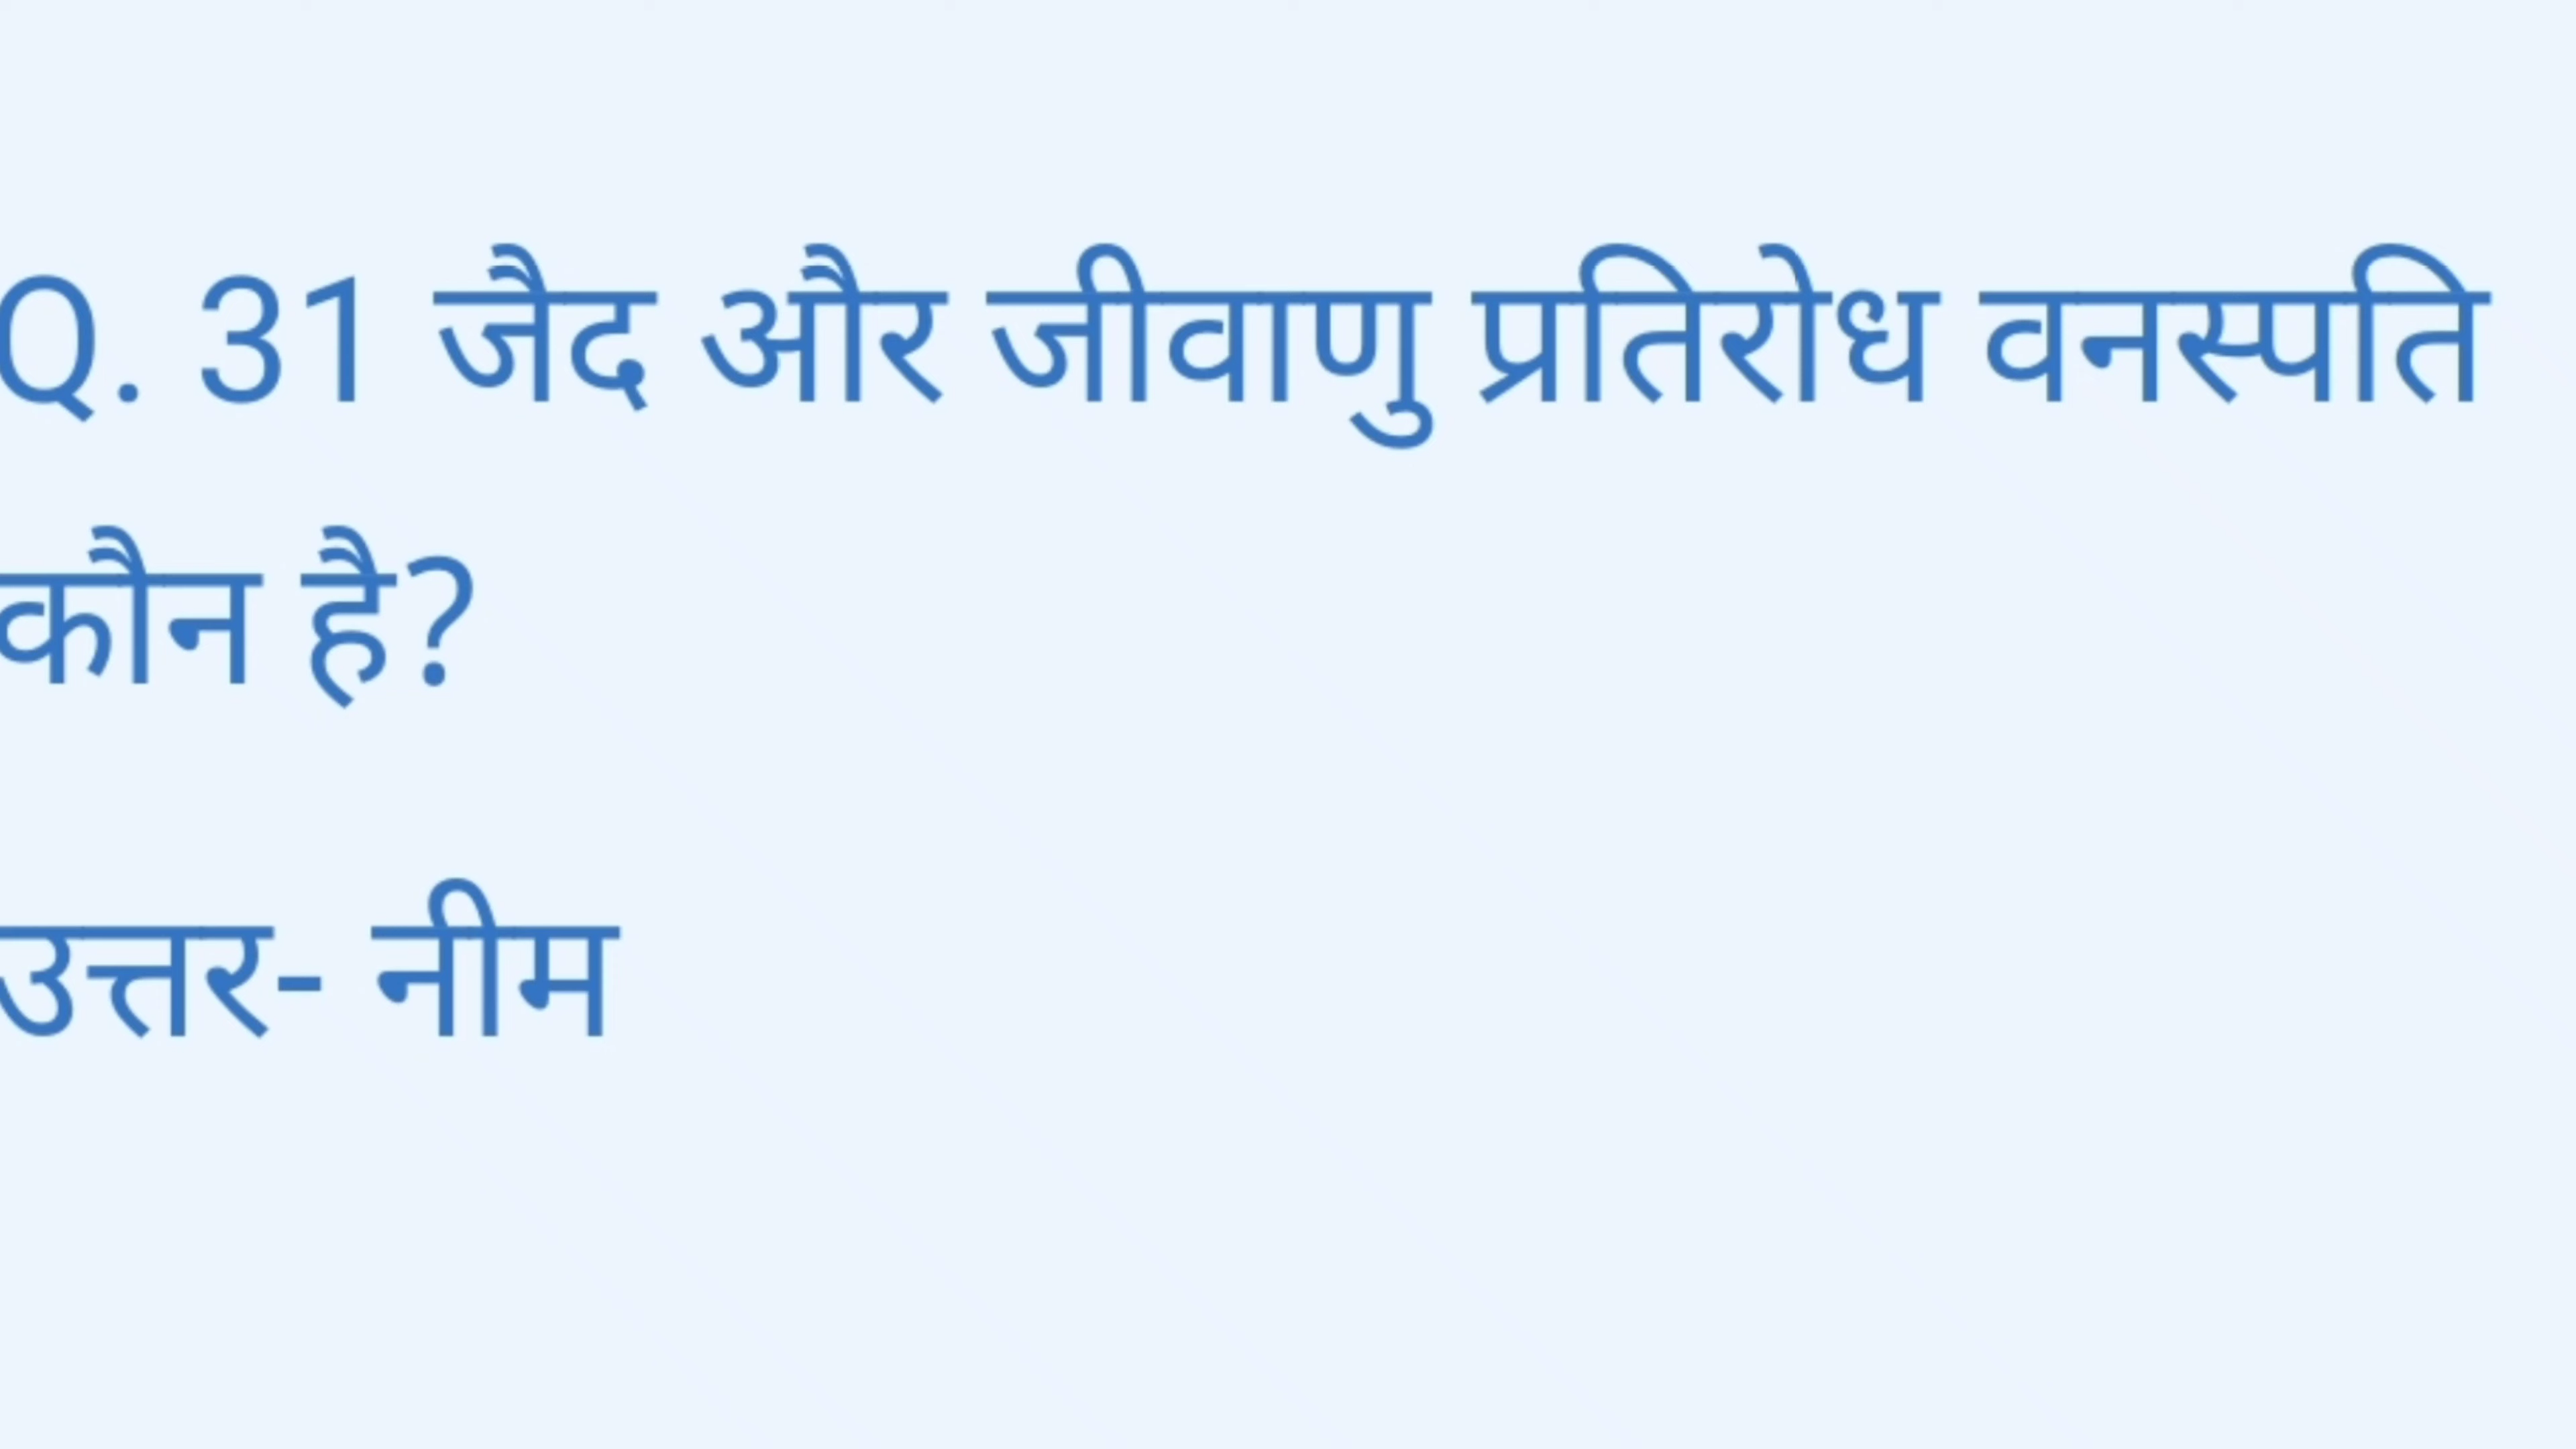 Q. 31 जैद और जीवाणु प्रतिरोध वनस्पति
कौन है?
उत्तर- नीम